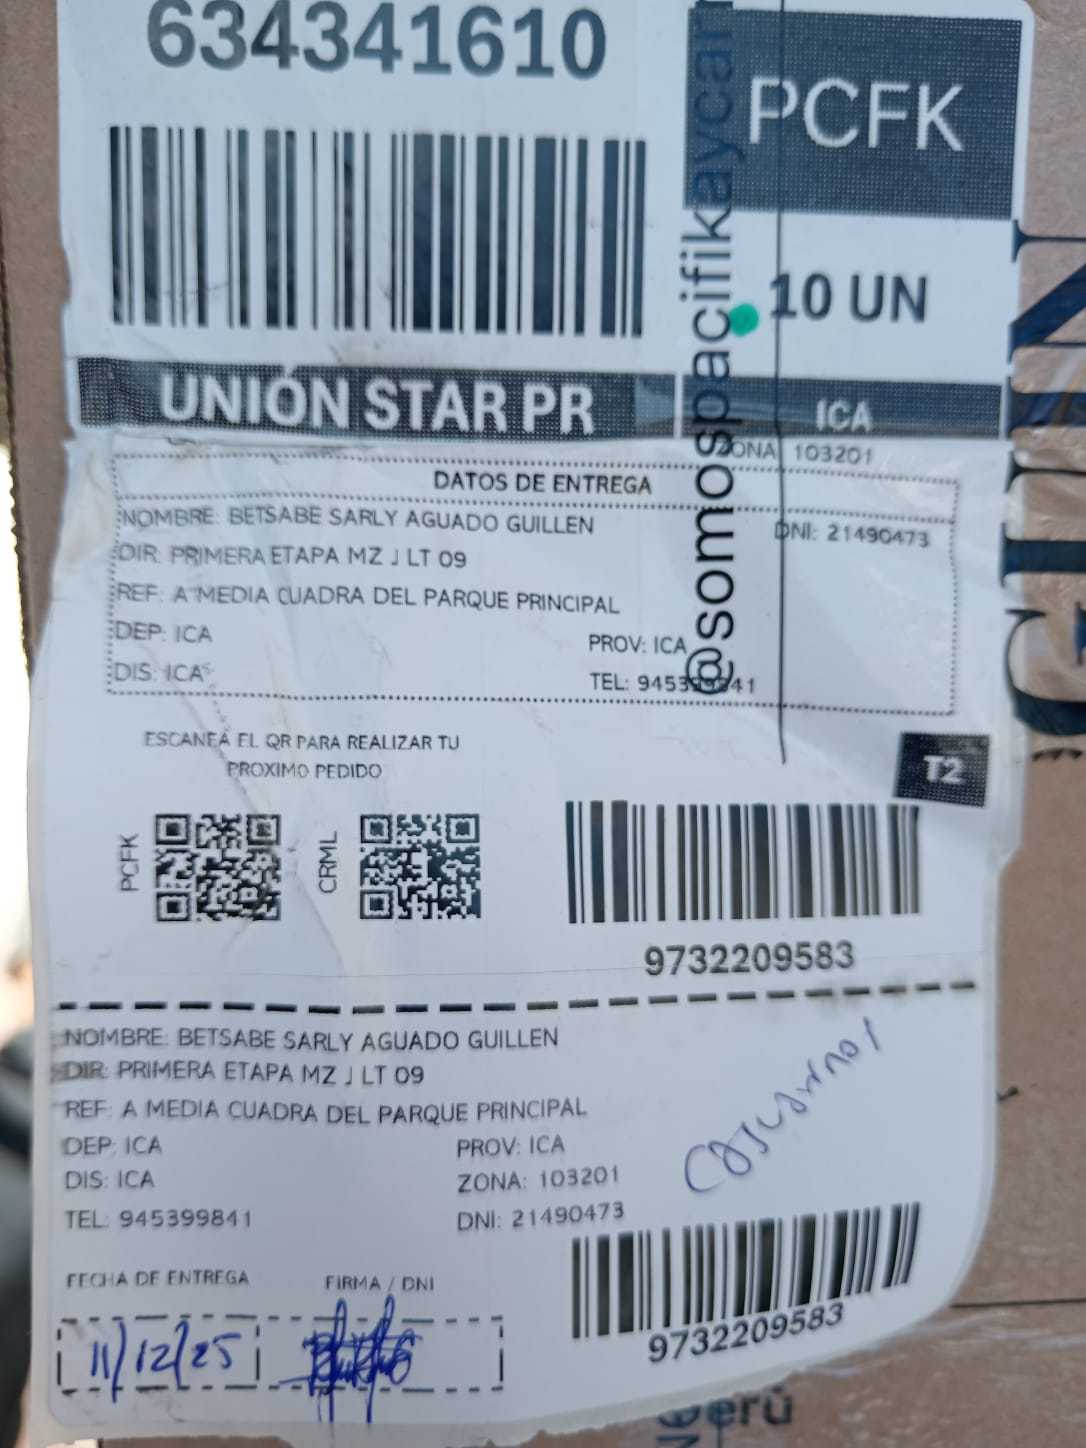 634341610
PCFK
10 UN
@somospacifikaycar
UNIÓN STAR PR
ICA
ZONA 103201
DATOS DE ENTREGA
NOMBRE: BETSABE SARLY AGUADO GUILLEN DNI: 21490473
DIR: PRIMERA ETAPA MZ J LT 09
REF: A MEDIA CUADRA DEL PARQUE PRINCIPAL
DEP: ICA PROV: ICA
DIS: ICA TEL: 945399841
ESCANEA EL QR PARA REALIZAR TU
PROXIMO PEDIDO
T2
PCFK
CRML
9732209583
NOMBRE: BETSABE SARLY AGUADO GUILLEN
DIR: PRIMERA ETAPA MZ J LT 09
REF: A MEDIA CUADRA DEL PARQUE PRINCIPAL
DEP: ICA PROV: ICA
DIS: ICA ZONA: 103201
TEL: 945399841 DNI: 21490473
FECHA DE ENTREGA FIRMA / DNI
11/12/25
9732209583